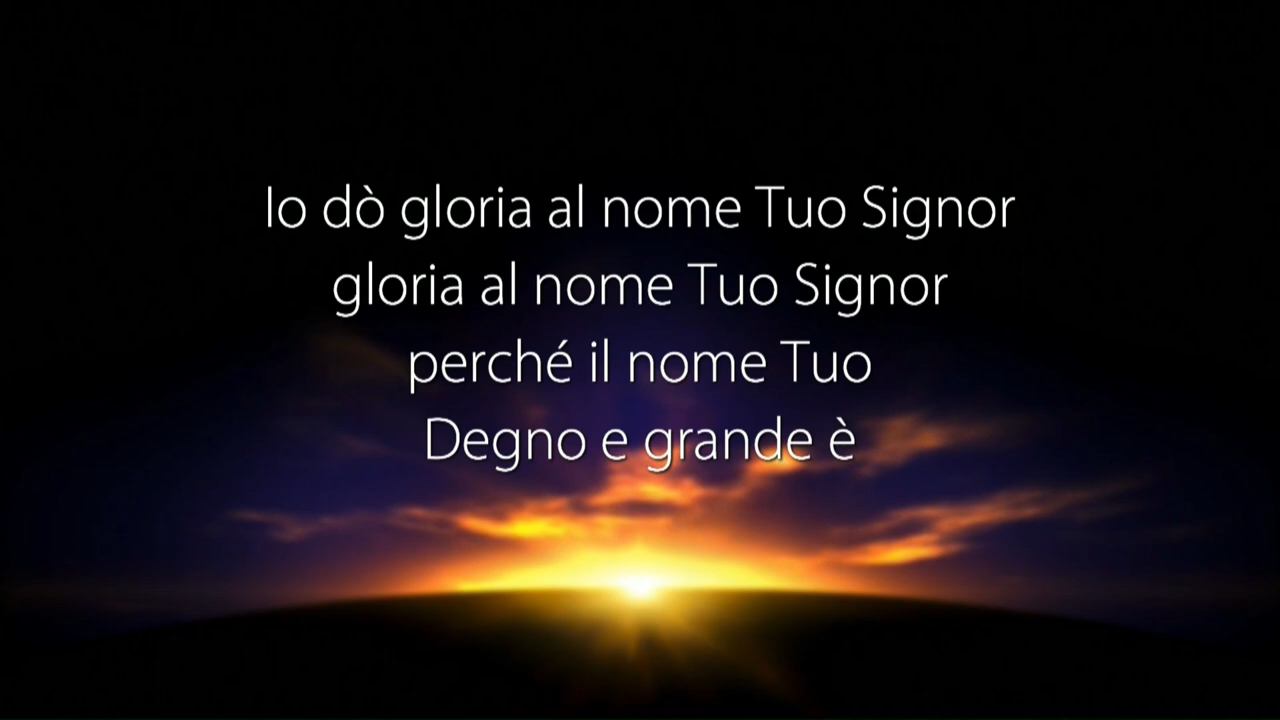 Io dò gloria al nome Tuo Signor
gloria al nome Tuo Signor
perché il nome Tuo
Degno e grande è